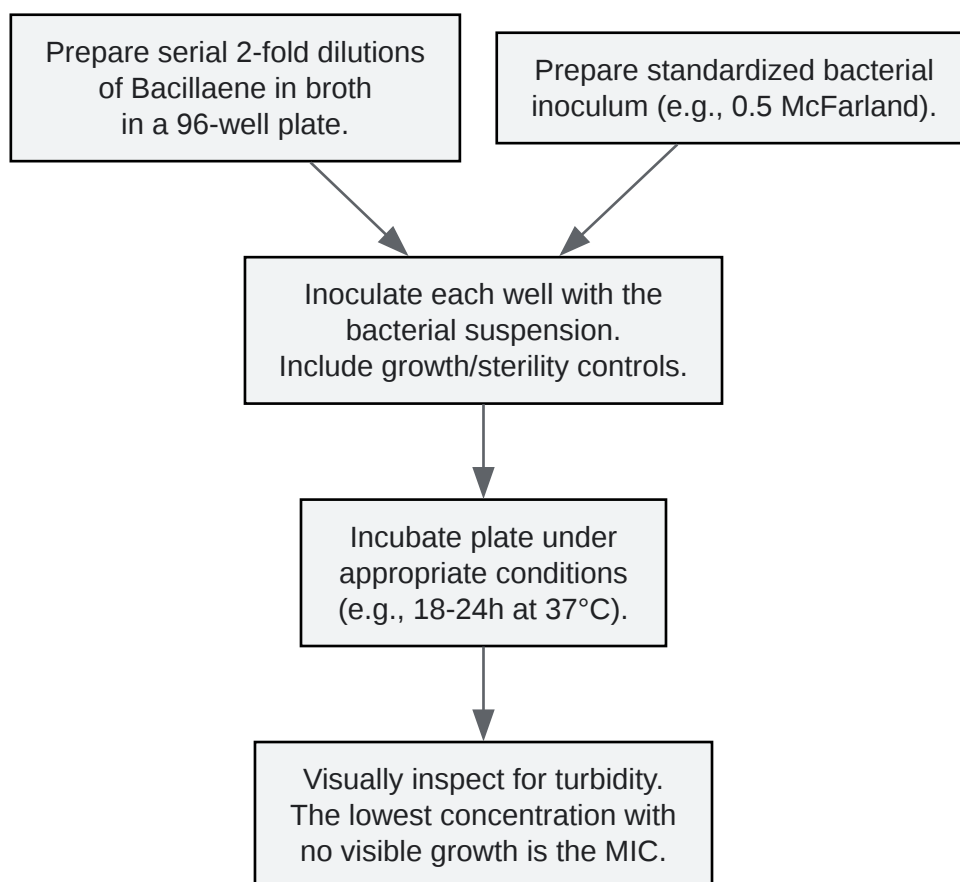 Prepare serial 2-fold dilutions
of Bacillaene in broth
in a 96-well plate.
Prepare standardized bacterial
inoculum (e.g., 0.5 McFarland).
Inoculate each well with the
bacterial suspension.
Include growth/sterility controls.
Incubate plate under
appropriate conditions
(e.g., 18-24h at 37°C).
Visually inspect for turbidity.
The lowest concentration with
no visible growth is the MIC.